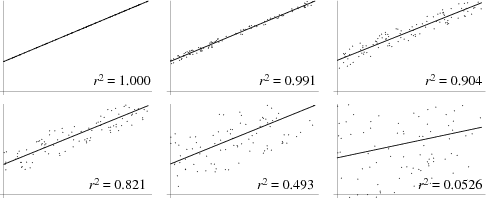 r² = 1.000
r² = 0.991
r² = 0.904
r² = 0.821
r² = 0.493
r² = 0.0526